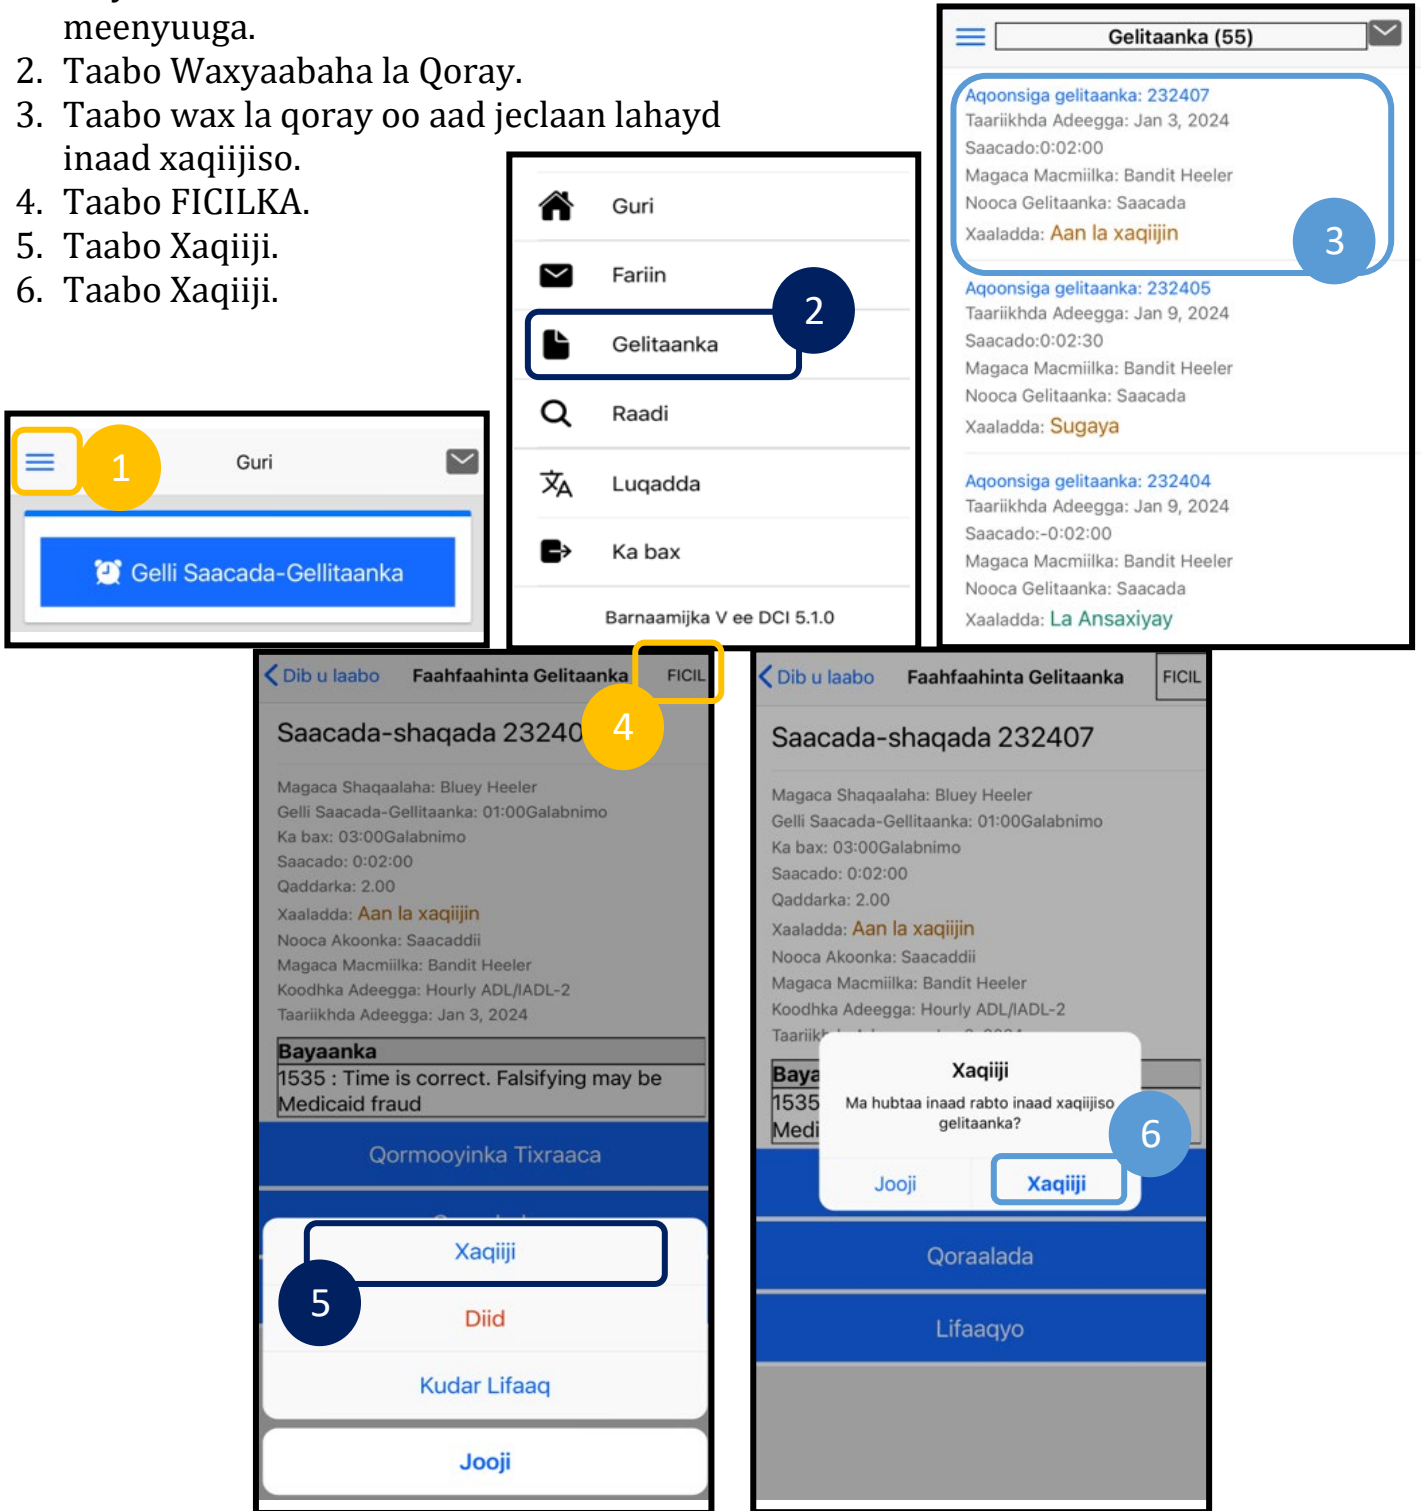 meenyuuga.
2. Taabo Waxyaabaha la Qoray.
3. Taabo wax la qoray oo aad jeclaan lahayd
inaad xaqiijiso.
4. Taabo FICILKA.
5. Taabo Xaqiiji.
6. Taabo Xaqiiji.
1
Guri
Gelli Saacada-Gellitaanka
Guri
Fariin
2
Gelitaanka
Raadi
Luqadda
Ka bax
Barnaamijka V ee DCI 5.1.0
Gelitaanka (55)
Aqoonsiga gelitaanka: 232407
Taariikhda Adeegga: Jan 3, 2024
Saacado:0:02:00
Magaca Macmiilka: Bandit Heeler
Nooca Gelitaanka: Saacada
Xaaladda: Aan la xaqiijin
3
Aqoonsiga gelitaanka: 232405
Taariikhda Adeegga: Jan 9, 2024
Saacado:0:02:30
Magaca Macmiilka: Bandit Heeler
Nooca Gelitaanka: Saacada
Xaaladda: Sugaya
Aqoonsiga gelitaanka: 232404
Taariikhda Adeegga: Jan 9, 2024
Saacado:-0:02:00
Magaca Macmiilka: Bandit Heeler
Nooca Gelitaanka: Saacada
Xaaladda: La Ansaxiyay
Dib u laabo Faahfaahinta Gelitaanka FICIL
4
Saacada-shaqada 23240
Magaca Shaqaalaha: Bluey Heeler
Gelli Saacada-Gellitaanka: 01:00Galabnimo
Ka bax: 03:00Galabnimo
Saacado: 0:02:00
Qaddarka: 2.00
Xaaladda: Aan la xaqiijin
Nooca Akoonka: Saacaddii
Magaca Macmiilka: Bandit Heeler
Koodhka Adeegga: Hourly ADL/IADL-2
Taariikhda Adeegga: Jan 3, 2024
Bayaanka
1535 : Time is correct. Falsifying may be
Medicaid fraud
Qormooyinka Tixraaca
Xaqiiji
5
Diid
Kudar Lifaaq
Jooji
Dib u laabo Faahfaahinta Gelitaanka FICIL
Saacada-shaqada 232407
Magaca Shaqaalaha: Bluey Heeler
Gelli Saacada-Gellitaanka: 01:00Galabnimo
Ka bax: 03:00Galabnimo
Saacado: 0:02:00
Qaddarka: 2.00
Xaaladda: Aan la xaqiijin
Nooca Akoonka: Saacaddii
Magaca Macmiilka: Bandit Heeler
Koodhka Adeegga: Hourly ADL/IADL-2
Taariik
Baya
1535
Medi
Xaqiiji
Ma hubtaa inaad rabto inaad xaqiijiso
gelitaanka?
6
Jooji Xaqiiji
Qoraalada
Lifaaqyo